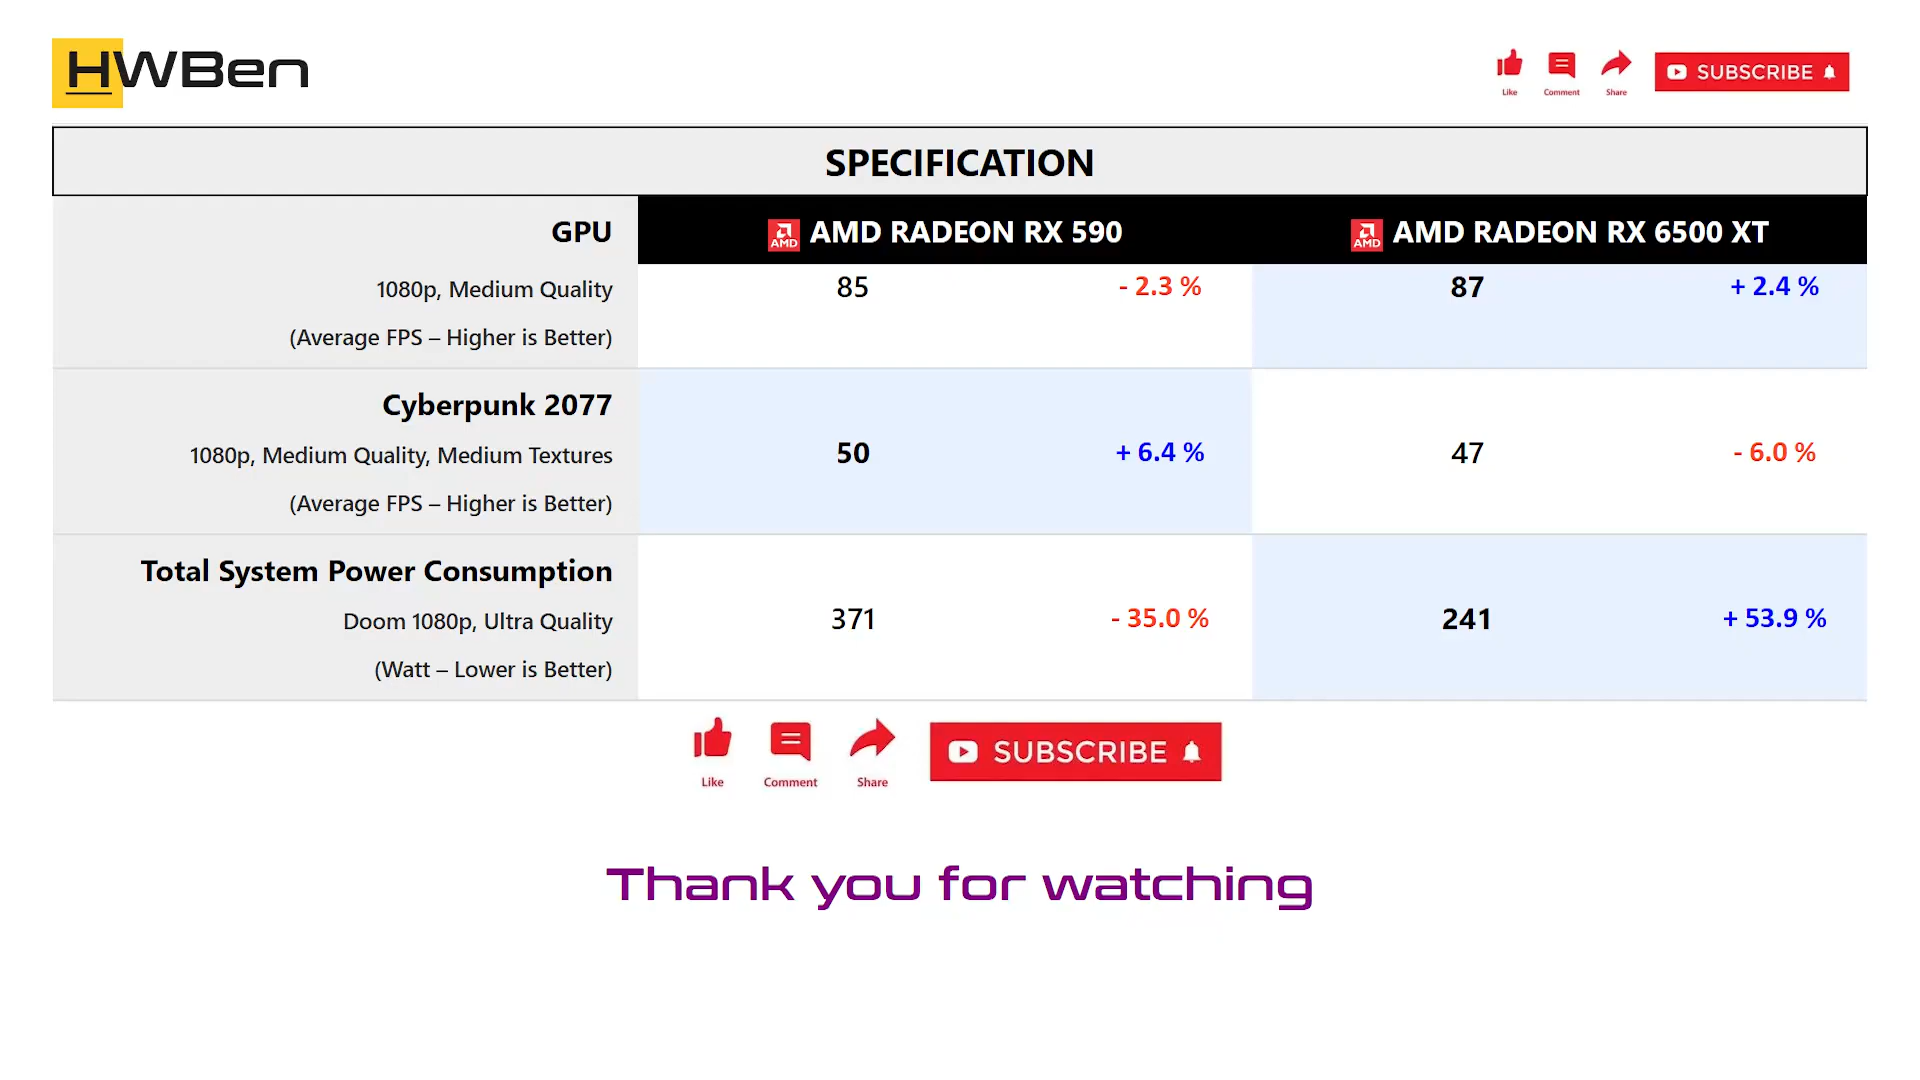 HWBen
Like Comment Share SUBSCRIBE
SPECIFICATION
GPU AMD AMD RADEON RX 590 AMD AMD RADEON RX 6500 XT
1080p, Medium Quality 85 - 2.3 % 87 + 2.4 %
(Average FPS – Higher is Better)
Cyberpunk 2077
1080p, Medium Quality, Medium Textures 50 + 6.4 % 47 - 6.0 %
(Average FPS – Higher is Better)
Total System Power Consumption
Doom 1080p, Ultra Quality 371 - 35.0 % 241 + 53.9 %
(Watt – Lower is Better)
Like Comment Share SUBSCRIBE
Thank you for watching